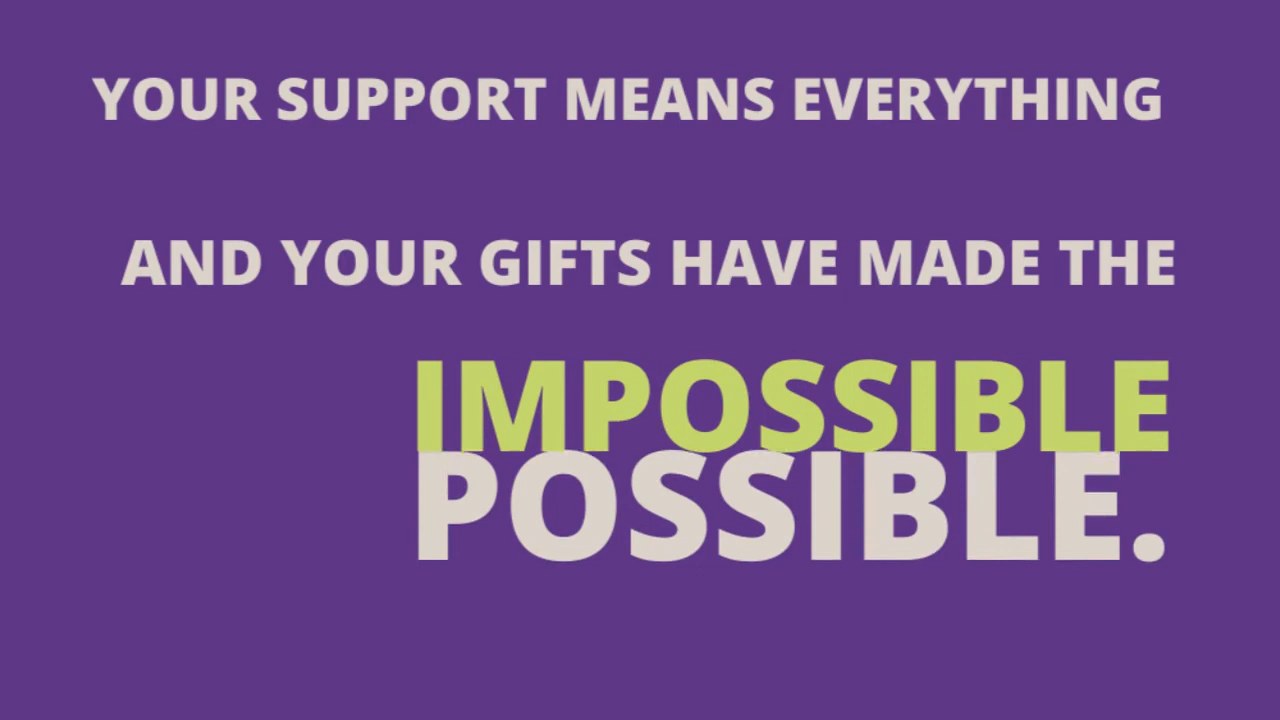 YOUR SUPPORT MEANS EVERYTHING
AND YOUR GIFTS HAVE MADE THE
IMPOSSIBLE
POSSIBLE.